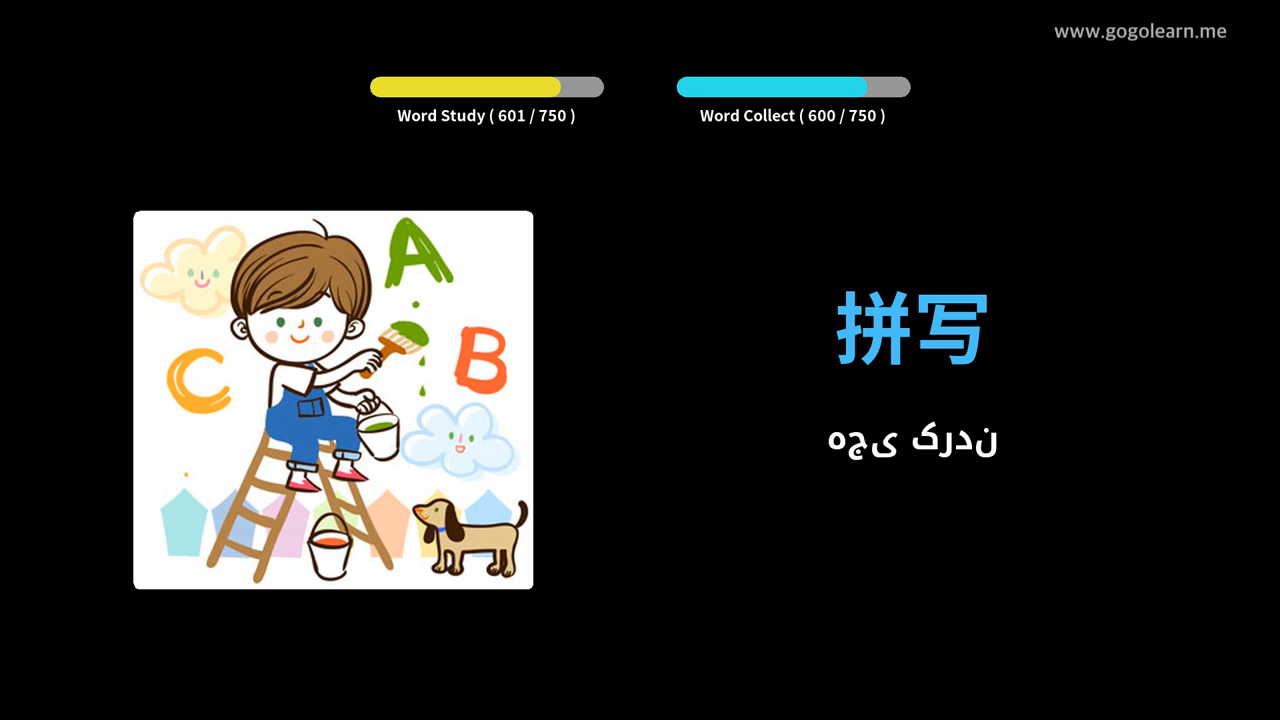 www.gogolearn.me
Word Study ( 601 / 750 )
Word Collect ( 600 / 750 )
A
B
C
拼写
هجی کردن